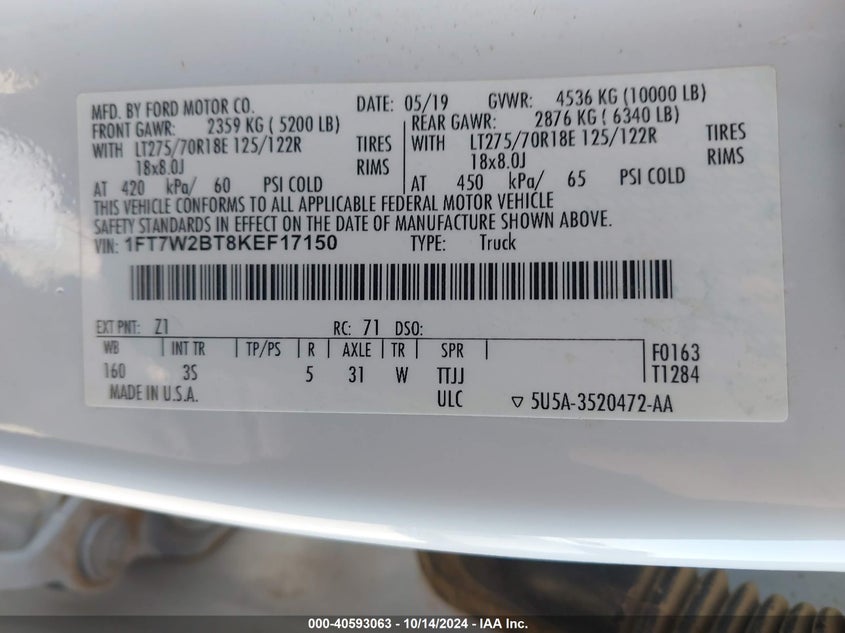 MFD. BY FORD MOTOR CO. DATE: 05/19 GVWR: 4536 KG (10000 LB)
FRONT GAWR: 2359 KG ( 5200 LB) REAR GAWR: 2876 KG ( 6340 LB)
WITH LT275/70R18E 125/122R TIRES WITH LT275/70R18E 125/122R TIRES
18x8.0J RIMS 18x8.0J RIMS
AT 420 kPa/ 60 PSI COLD AT 450 kPa/ 65 PSI COLD
THIS VEHICLE CONFORMS TO ALL APPLICABLE FEDERAL MOTOR VEHICLE
SAFETY STANDARDS IN EFFECT ON THE DATE OF MANUFACTURE SHOWN ABOVE.
VIN: 1FT7W2BT8KEF17150 TYPE: Truck
EXT PNT: Z1 RC: 71 DSO:
WB INT TR TP/PS R AXLE TR SPR F0163
160 3S 5 31 W TTJJ T1284
MADE IN U.S.A. ULC ▽ 5U5A-3520472-AA
000-40593063 - 10/14/2024 - IAA, Inc.